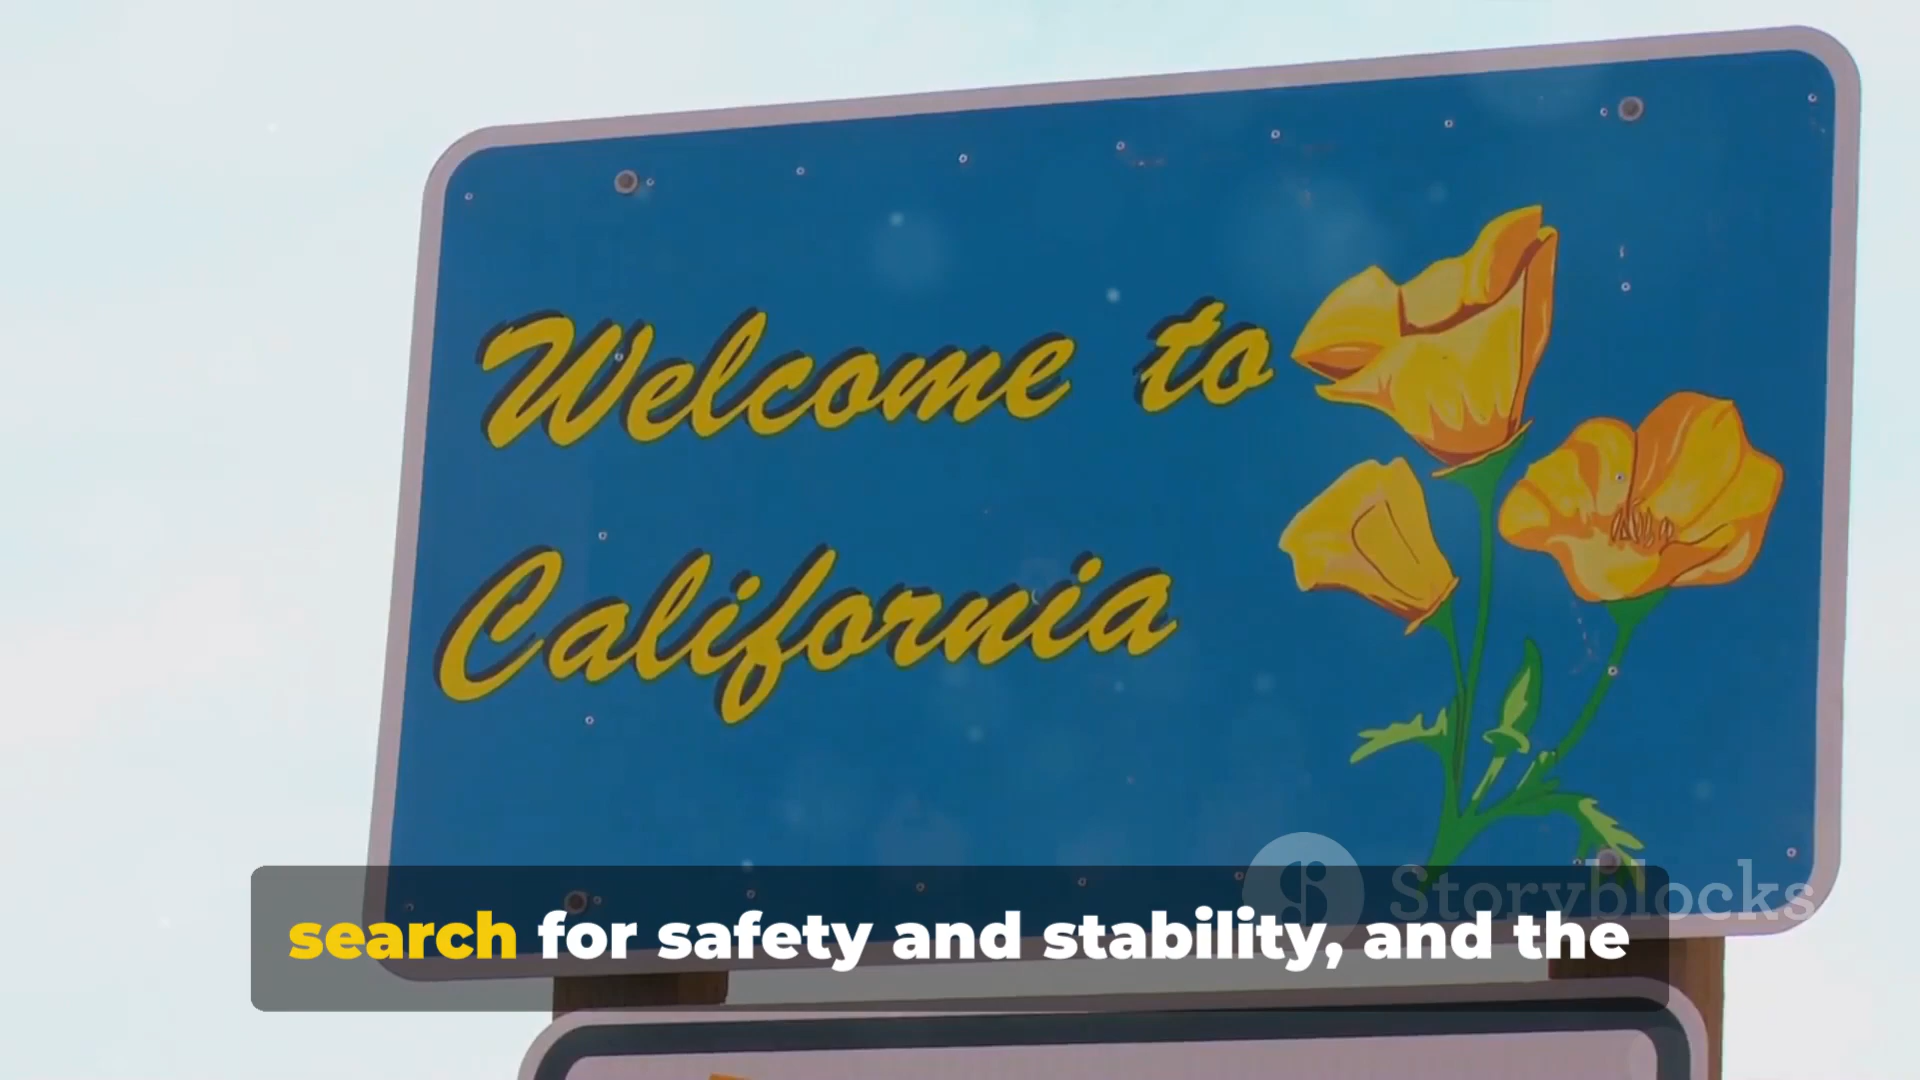 Welcome to
California
Storyblocks
search for safety and stability, and the